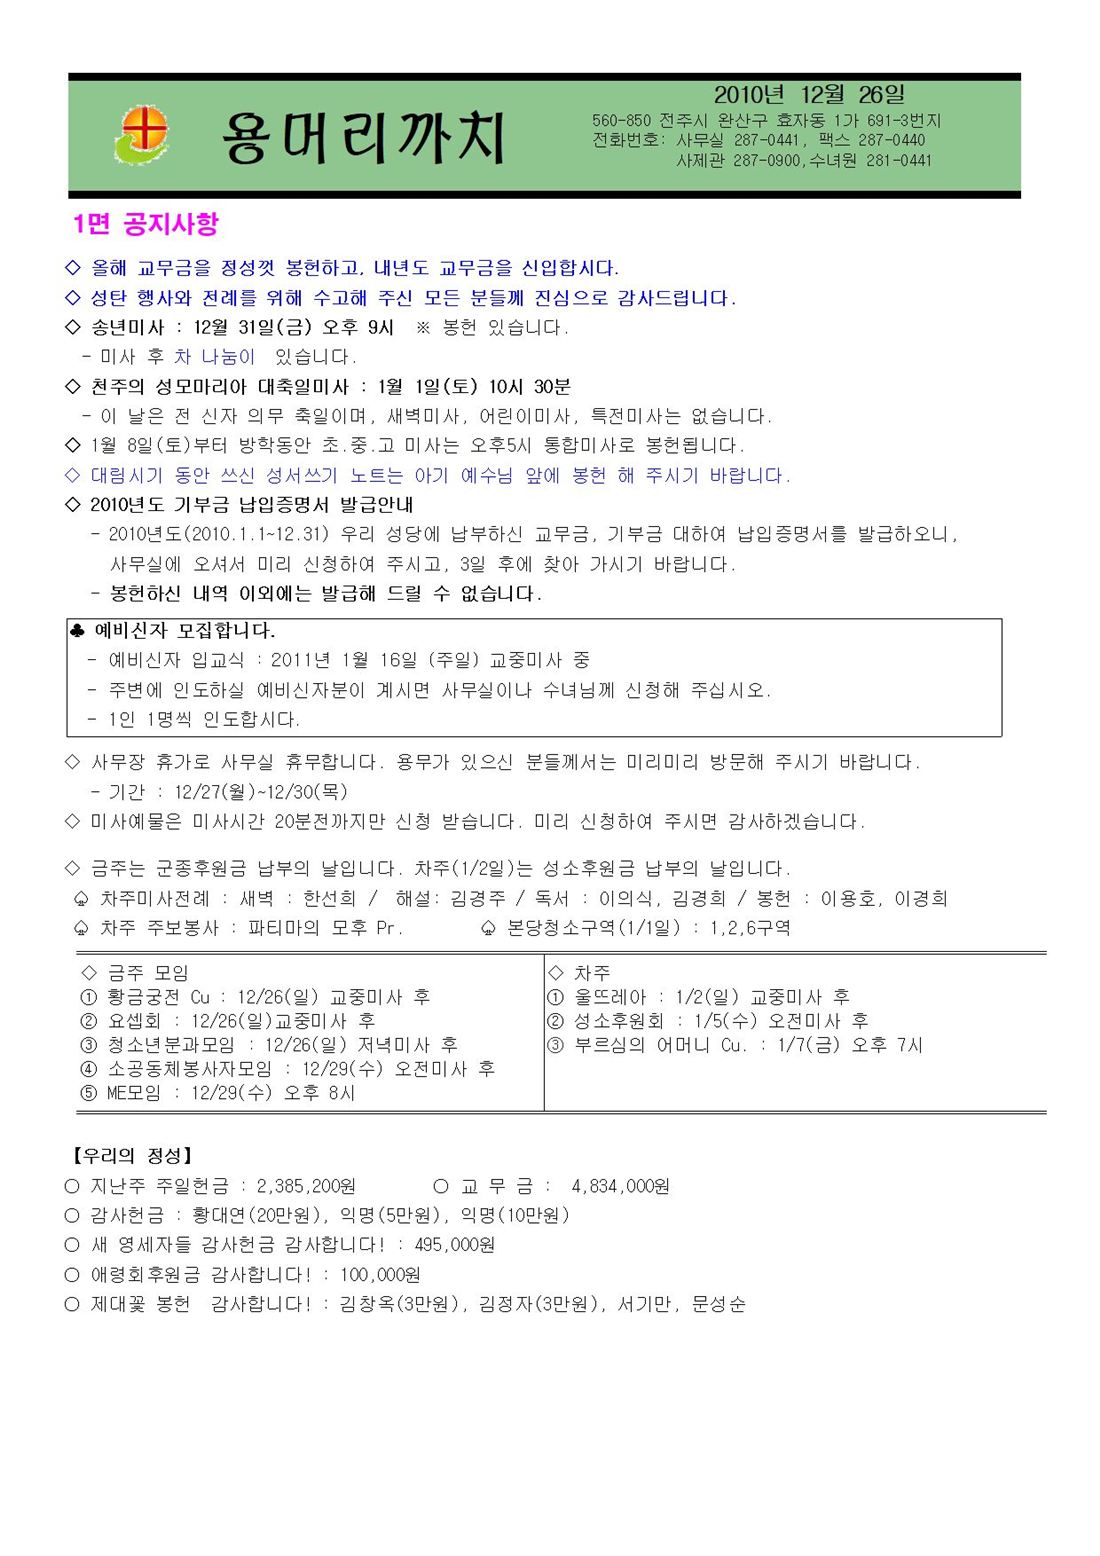 용머리까치
2010년 12월 26일
560-850 전주시 완산구 효자동 1가 691-3번지
전화번호: 사무실 287-0441, 팩스 287-0440
사제관 287-0900,수녀원 281-0441
1면 공지사항
◇ 올해 교무금을 정성껏 봉헌하고, 내년도 교무금을 신입합시다.
◇ 성탄 행사와 전례를 위해 수고해 주신 모든 분들께 진심으로 감사드립니다.
◇ 송년미사 : 12월 31일(금) 오후 9시 ※ 봉헌 있습니다.
- 미사 후 차 나눔이 있습니다.
◇ 천주의 성모마리아 대축일미사 : 1월 1일(토) 10시 30분
- 이 날은 전 신자 의무 축일이며, 새벽미사, 어린이미사, 특전미사는 없습니다.
◇ 1월 8일(토)부터 방학동안 초.중.고 미사는 오후5시 통합미사로 봉헌됩니다.
◇ 대림시기 동안 쓰신 성서쓰기 노트는 아기 예수님 앞에 봉헌 해 주시기 바랍니다.
◇ 2010년도 기부금 납입증명서 발급안내
- 2010년도(2010.1.1~12.31) 우리 성당에 납부하신 교무금, 기부금 대하여 납입증명서를 발급하오니,
사무실에 오셔서 미리 신청하여 주시고, 3일 후에 찾아 가시기 바랍니다.
- 봉헌하신 내역 이외에는 발급해 드릴 수 없습니다.
♣ 예비신자 모집합니다.
- 예비신자 입교식 : 2011년 1월 16일 (주일) 교중미사 중
- 주변에 인도하실 예비신자분이 계시면 사무실이나 수녀님께 신청해 주십시오.
- 1인 1명씩 인도합시다.
◇ 사무장 휴가로 사무실 휴무합니다. 용무가 있으신 분들께서는 미리미리 방문해 주시기 바랍니다.
- 기간 : 12/27(월)~12/30(목)
◇ 미사예물은 미사시간 20분전까지만 신청 받습니다. 미리 신청하여 주시면 감사하겠습니다.
◇ 금주는 군종후원금 납부의 날입니다. 차주(1/2일)는 성소후원금 납부의 날입니다.
♤ 차주미사전례 : 새벽 : 한선희 / 해설: 김경주 / 독서 : 이의식, 김경희 / 봉헌 : 이용호, 이경희
♤ 차주 주보봉사 : 파티마의 모후 Pr. ♤ 본당청소구역(1/1일) : 1,2,6구역
◇ 금주 모임
① 황금궁전 Cu : 12/26(일) 교중미사 후
② 요셉회 : 12/26(일)교중미사 후
③ 청소년분과모임 : 12/26(일) 저녁미사 후
④ 소공동체봉사자모임 : 12/29(수) 오전미사 후
⑤ ME모임 : 12/29(수) 오후 8시
◇ 차주
① 울뜨레아 : 1/2(일) 교중미사 후
② 성소후원회 : 1/5(수) 오전미사 후
③ 부르심의 어머니 Cu. : 1/7(금) 오후 7시
【우리의 정성】
○ 지난주 주일헌금 : 2,385,200원 ○ 교 무 금 : 4,834,000원
○ 감사헌금 : 황대연(20만원), 익명(5만원), 익명(10만원)
○ 새 영세자들 감사헌금 감사합니다! : 495,000원
○ 애령회후원금 감사합니다! : 100,000원
○ 제대꽃 봉헌 감사합니다! : 김창옥(3만원), 김정자(3만원), 서기만, 문성순